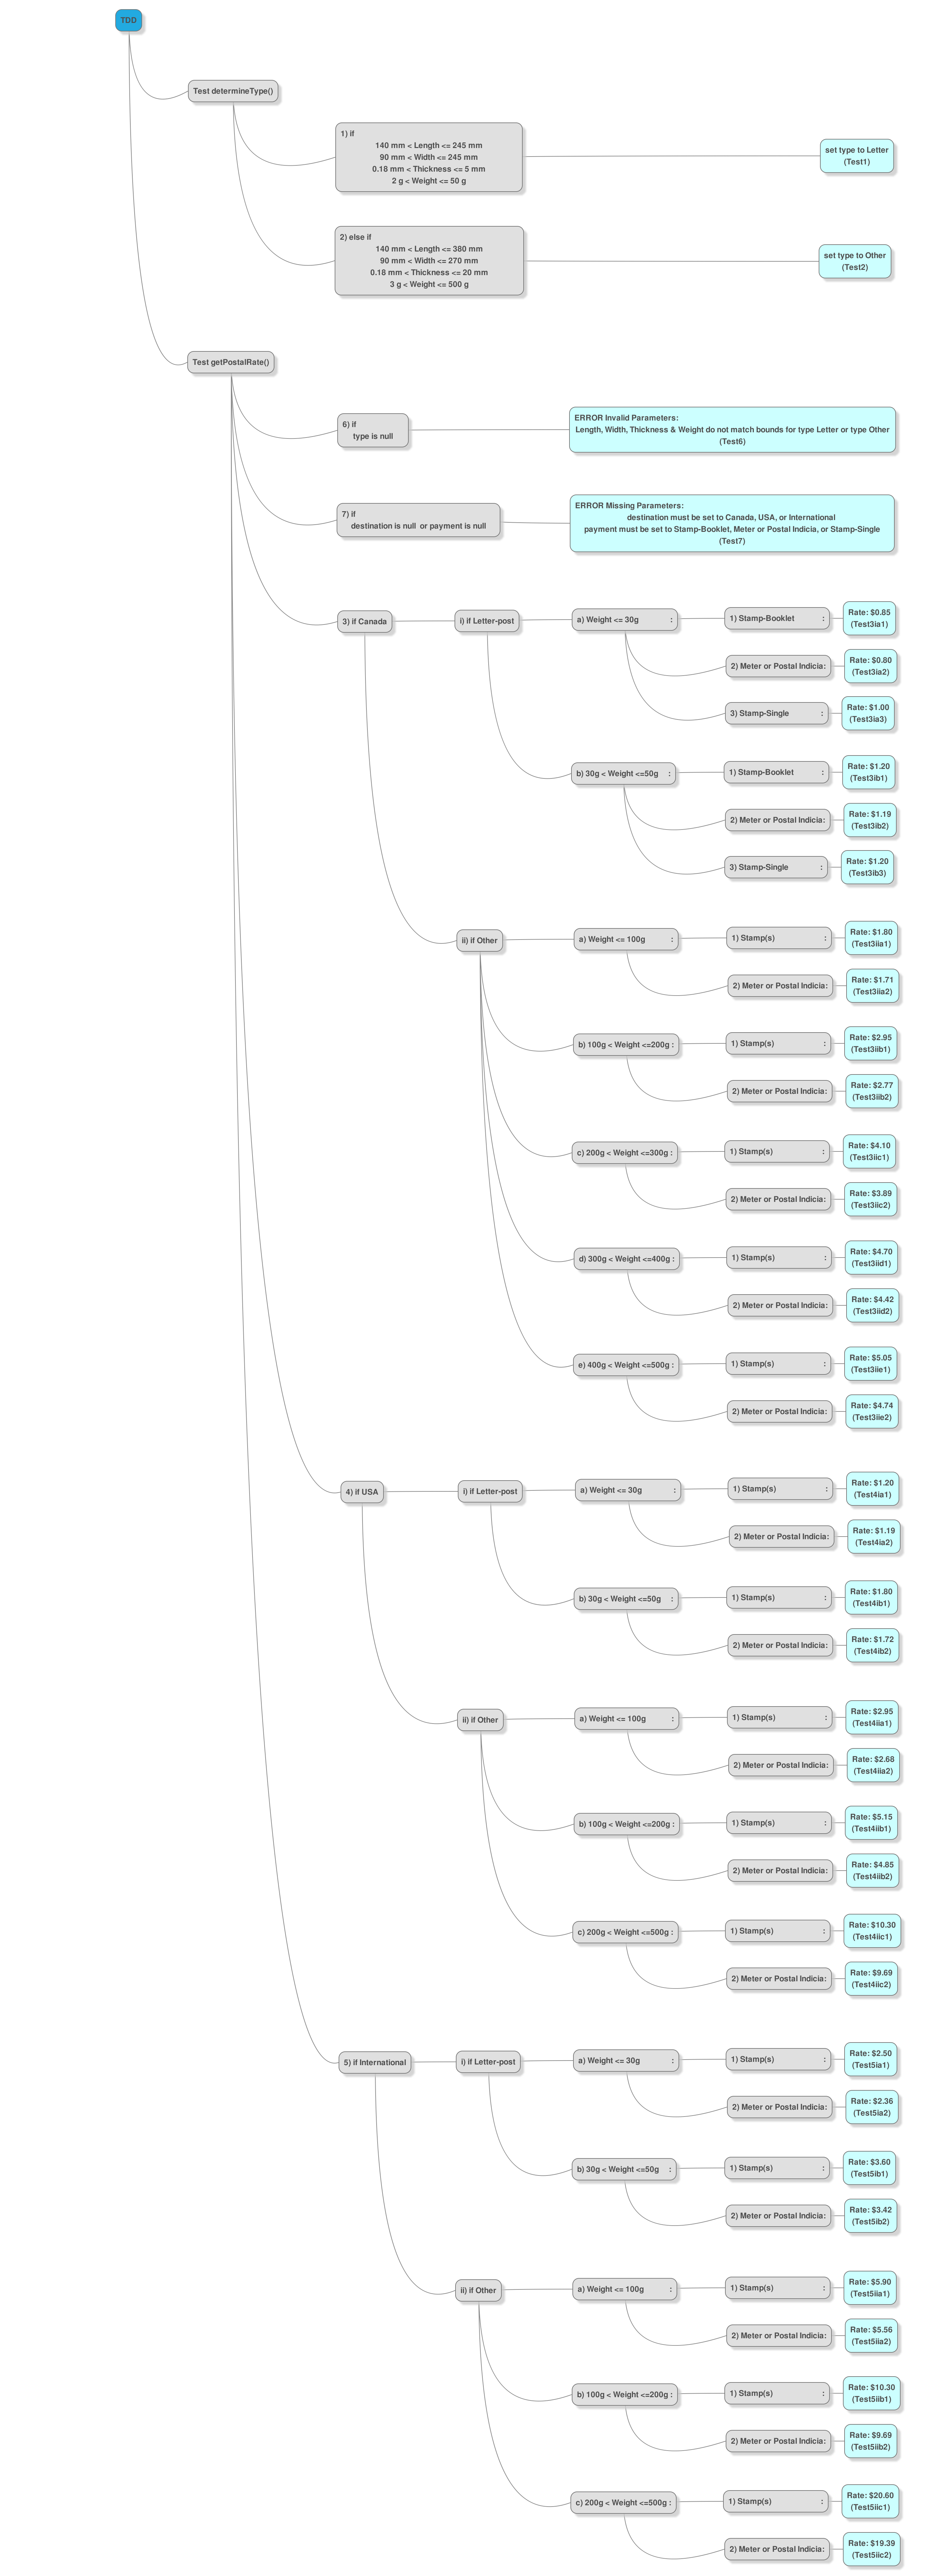 TDD
Test determineType()
1) if
140 mm < Length <= 245 mm
90 mm < Width <= 245 mm
0.18 mm < Thickness <= 5 mm
2 g < Weight <= 50 g
set type to Letter
(Test1)
2) else if
140 mm < Length <= 380 mm
90 mm < Width <= 270 mm
0.18 mm < Thickness <= 20 mm
3 g < Weight <= 500 g
set type to Other
(Test2)
Test getPostalRate()
6) if
type is null
ERROR Invalid Parameters:
Length, Width, Thickness & Weight do not match bounds for type Letter or type Other
(Test6)
7) if
destination is null or payment is null
ERROR Missing Parameters:
destination must be set to Canada, USA, or International
payment must be set to Stamp-Booklet, Meter or Postal Indicia, or Stamp-Single
(Test7)
3) if Canada
i) if Letter-post
a) Weight <= 30g :
1) Stamp-Booklet :
Rate: $0.85
(Test3ia1)
2) Meter or Postal Indicia:
Rate: $0.80
(Test3ia2)
3) Stamp-Single :
Rate: $1.00
(Test3ia3)
b) 30g < Weight <=50g :
1) Stamp-Booklet :
Rate: $1.20
(Test3ib1)
2) Meter or Postal Indicia:
Rate: $1.19
(Test3ib2)
3) Stamp-Single :
Rate: $1.20
(Test3ib3)
ii) if Other
a) Weight <= 100g :
1) Stamp(s) :
Rate: $1.80
(Test3iia1)
2) Meter or Postal Indicia:
Rate: $1.71
(Test3iia2)
b) 100g < Weight <=200g :
1) Stamp(s) :
Rate: $2.95
(Test3iib1)
2) Meter or Postal Indicia:
Rate: $2.77
(Test3iib2)
c) 200g < Weight <=300g :
1) Stamp(s) :
Rate: $4.10
(Test3iic1)
2) Meter or Postal Indicia:
Rate: $3.89
(Test3iic2)
d) 300g < Weight <=400g :
1) Stamp(s) :
Rate: $4.70
(Test3iid1)
2) Meter or Postal Indicia:
Rate: $4.42
(Test3iid2)
e) 400g < Weight <=500g :
1) Stamp(s) :
Rate: $5.05
(Test3iie1)
2) Meter or Postal Indicia:
Rate: $4.74
(Test3iie2)
4) if USA
i) if Letter-post
a) Weight <= 30g :
1) Stamp(s) :
Rate: $1.20
(Test4ia1)
2) Meter or Postal Indicia:
Rate: $1.19
(Test4ia2)
b) 30g < Weight <=50g :
1) Stamp(s) :
Rate: $1.80
(Test4ib1)
2) Meter or Postal Indicia:
Rate: $1.72
(Test4ib2)
ii) if Other
a) Weight <= 100g :
1) Stamp(s) :
Rate: $2.95
(Test4iia1)
2) Meter or Postal Indicia:
Rate: $2.68
(Test4iia2)
b) 100g < Weight <=200g :
1) Stamp(s) :
Rate: $5.15
(Test4iib1)
2) Meter or Postal Indicia:
Rate: $4.85
(Test4iib2)
c) 200g < Weight <=500g :
1) Stamp(s) :
Rate: $10.30
(Test4iic1)
2) Meter or Postal Indicia:
Rate: $9.69
(Test4iic2)
5) if International
i) if Letter-post
a) Weight <= 30g :
1) Stamp(s) :
Rate: $2.50
(Test5ia1)
2) Meter or Postal Indicia:
Rate: $2.36
(Test5ia2)
b) 30g < Weight <=50g :
1) Stamp(s) :
Rate: $3.60
(Test5ib1)
2) Meter or Postal Indicia:
Rate: $3.42
(Test5ib2)
ii) if Other
a) Weight <= 100g :
1) Stamp(s) :
Rate: $5.90
(Test5iia1)
2) Meter or Postal Indicia:
Rate: $5.56
(Test5iia2)
b) 100g < Weight <=200g :
1) Stamp(s) :
Rate: $10.30
(Test5iib1)
2) Meter or Postal Indicia:
Rate: $9.69
(Test5iib2)
c) 200g < Weight <=500g :
1) Stamp(s) :
Rate: $20.60
(Test5iic1)
2) Meter or Postal Indicia:
Rate: $19.39
(Test5iic2)